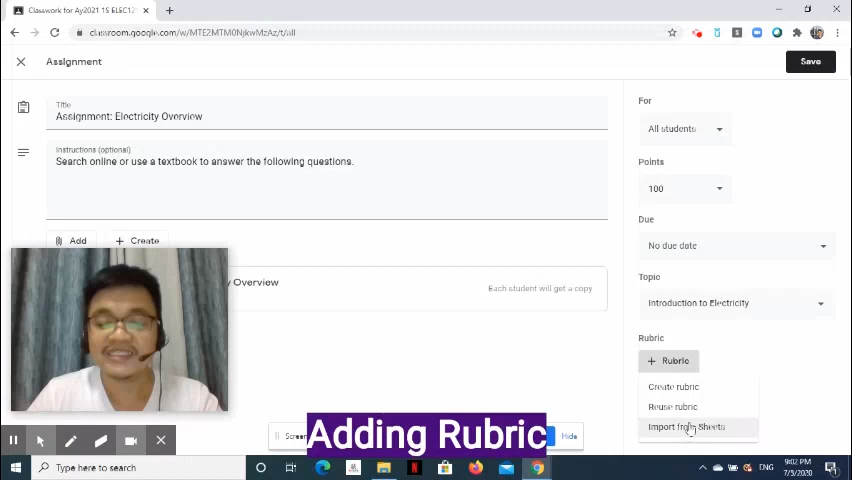 Classwork for Ay2021 1S ELEC12
classroom.google.com/w/MTE2MTM0NjkwMzAz/t/all
Assignment
Save
Title
Assignment: Electricity Overview
Instructions (optional)
Search online or use a textbook to answer the following questions.
Add
Create
y Overview
Each student will get a copy
For
All students
Points
100
Due
No due date
Topic
Introduction to Electricity
Rubric
Rubric
Create rubric
Reuse rubric
Import from Sheets
Adding Rubric
Screen
Hide
Type here to search
ENG
9:02 PM
7/5/2020